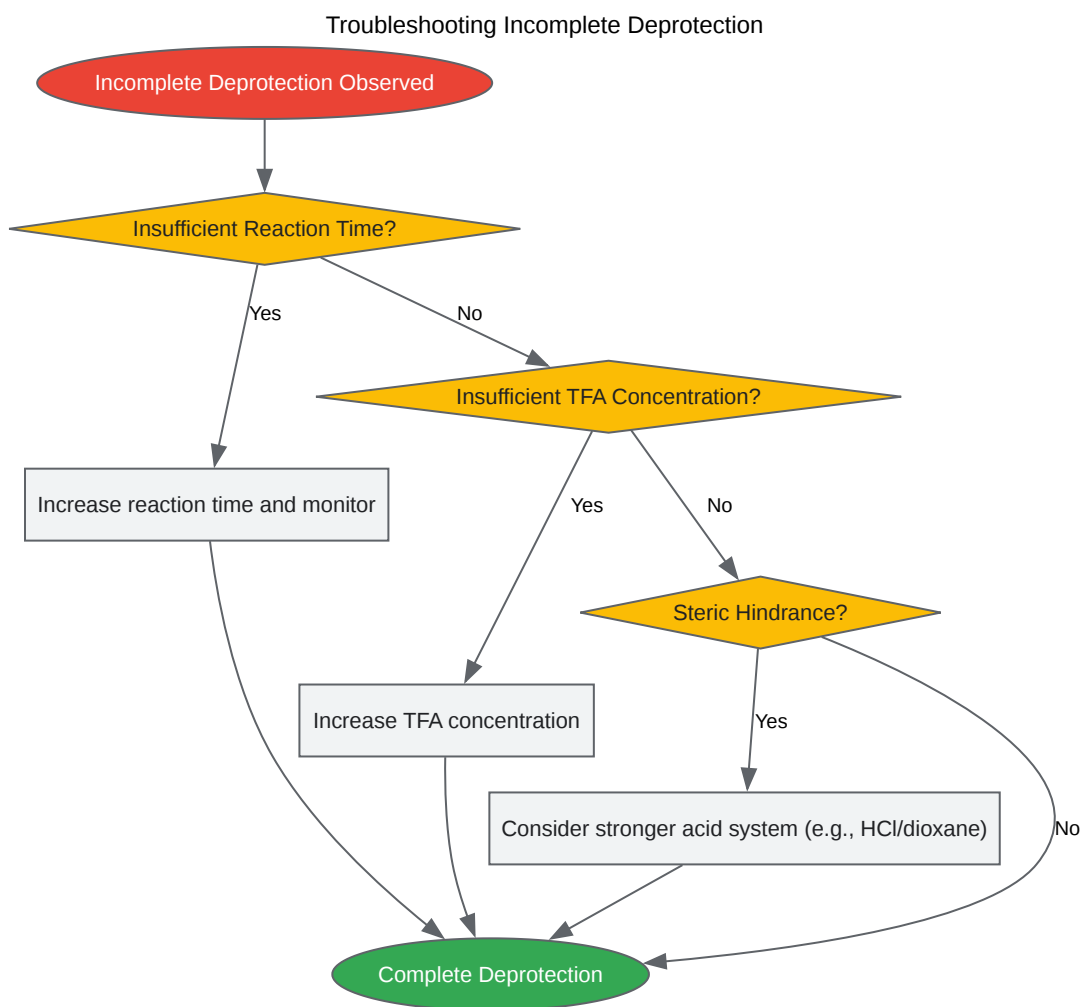 Troubleshooting Incomplete Deprotection
Incomplete Deprotection Observed
Insufficient Reaction Time?
Yes
No
Insufficient TFA Concentration?
Increase reaction time and monitor
Yes
No
Steric Hindrance?
Increase TFA concentration
Yes
Consider stronger acid system (e.g., HCl/dioxane)
No
Complete Deprotection